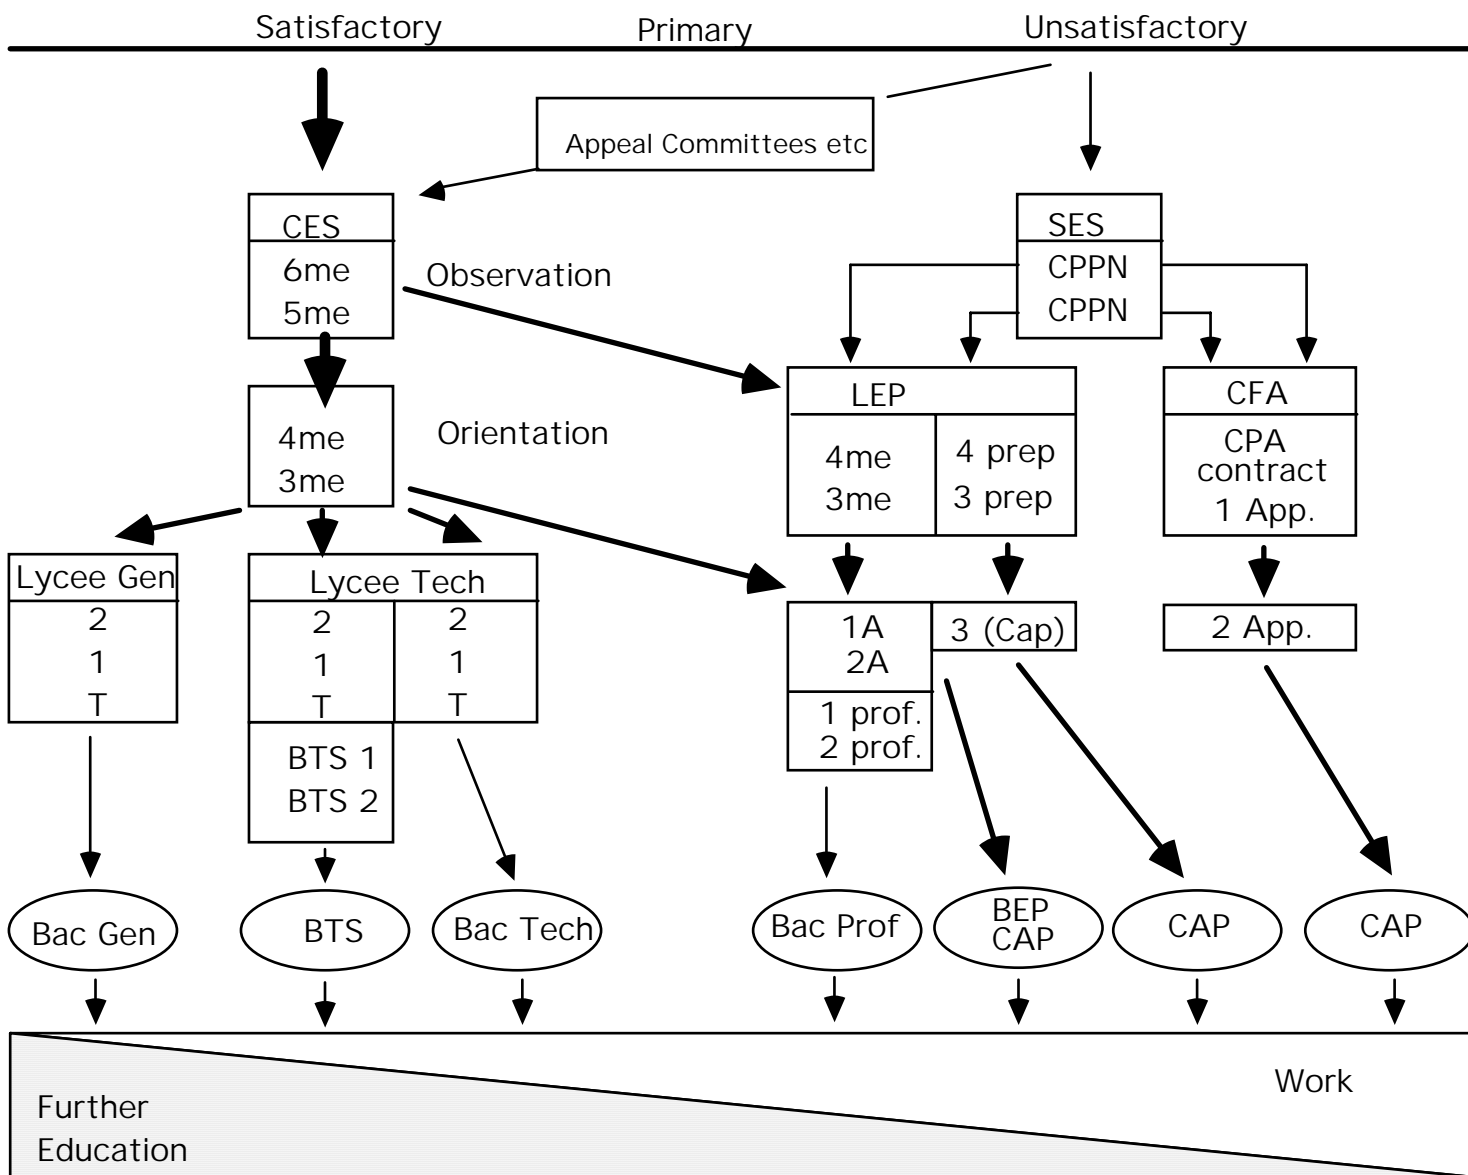 Satisfactory
Primary
Unsatisfactory
Appeal Committees etc
CES
6me
5me
Observation
SES
CPPN
CPPN
4me
3me
Orientation
LEP
4me
3me
4 prep
3 prep
CFA
CPA
contract
1 App.
Lycee Gen
2
1
T
Lycee Tech
2
1
T
2
1
T
BTS 1
BTS 2
1A
2A
1 prof.
2 prof.
3 (Cap)
2 App.
Bac Gen
BTS
Bac Tech
Bac Prof
BEP
CAP
CAP
CAP
Work
Further
Education